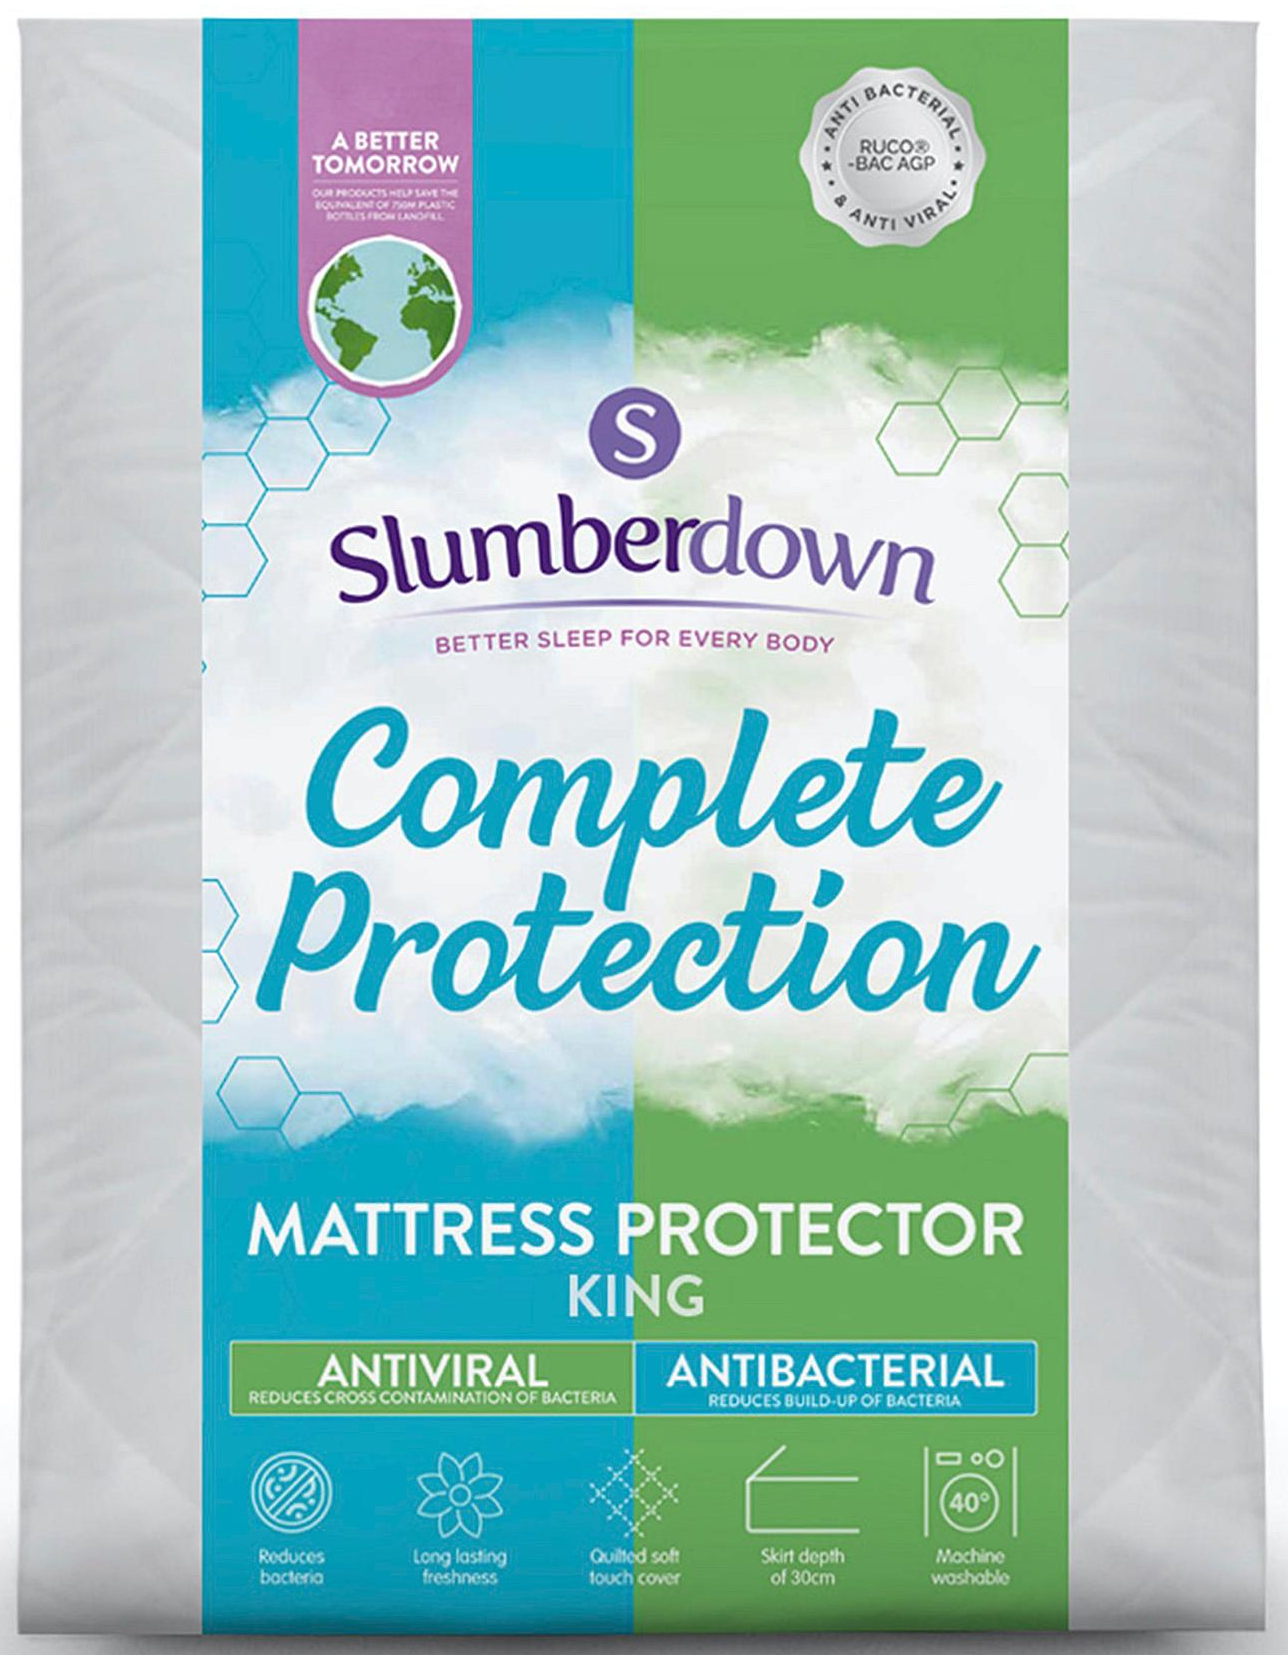 A BETTER
TOMORROW
OUR PRODUCTS HELP SAVE THE
EQUIVALENT OF 750M PLASTIC
BOTTLES FROM LANDFILL
ANTI BACTERIAL
RUCO®
-BAC AGP
& ANTI VIRAL
S
Slumberdown
BETTER SLEEP FOR EVERY BODY
Complete
Protection
MATTRESS PROTECTOR
KING
ANTIVIRAL
REDUCES CROSS CONTAMINATION OF BACTERIA
ANTIBACTERIAL
REDUCES BUILD-UP OF BACTERIA
Reduces
bacteria
Long lasting
freshness
Quilted soft
touch cover
Skirt depth
of 30cm
40°
Machine
washable